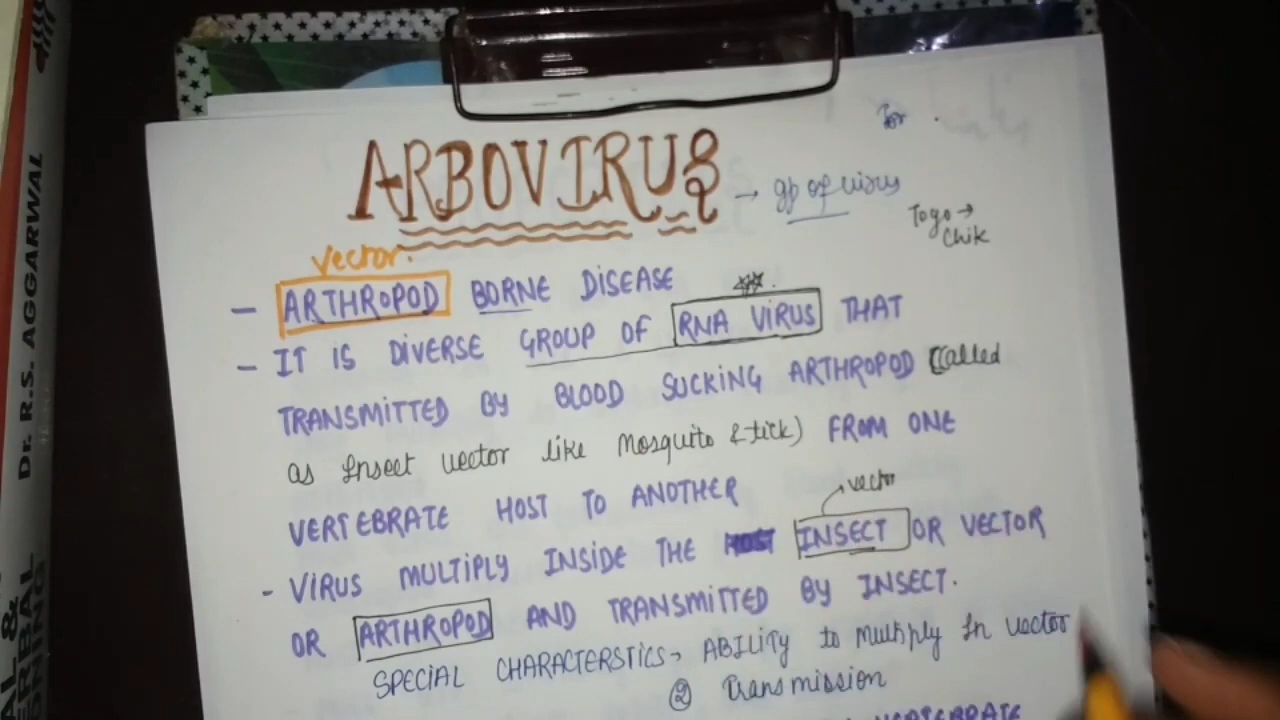 ARBOVIRUS → gp of virus
Togo →
Chik
Vector.
- ARTHROPOD BORNE DISEASE
- IT IS DIVERSE GROUP OF RNA VIRUS THAT
TRANSMITTED BY BLOOD SUCKING ARTHROPOD (Called
as Insect vector like Mosquito & tick) FROM ONE
VERTEBRATE HOST TO ANOTHER
vector
- VIRUS MULTIPLY INSIDE THE INSECT OR VECTOR
OR ARTHROPOD AND TRANSMITTED BY INSECT.
SPECIAL CHARACTERSTICS → ABILITY to Multiply In vector
② Transmission
VERTEBRATE
Dr. R.S. AGGARWAL